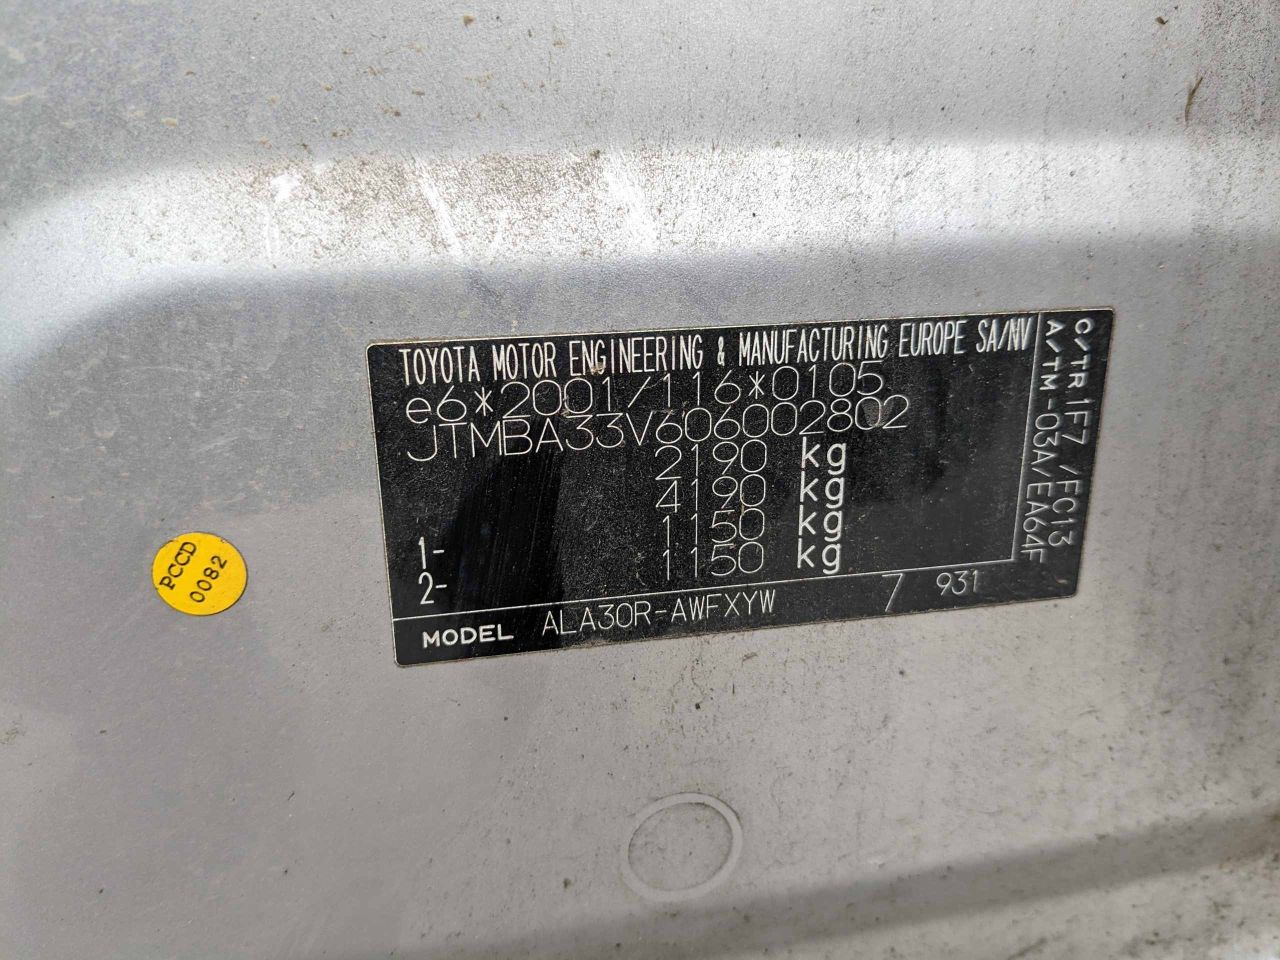 TOYOTA MOTOR ENGINEERING & MANUFACTURING EUROPE SA/NV
e6*2001/116*0105
JTMBA33V606002802
2190 kg
4190 kg
1- 1150 kg
2- 1150 kg
MODEL ALA30R-AWFXYW 7 931
C/TR 1F7 /FC13
A/TM -03A/EA64F
PCCD
0082